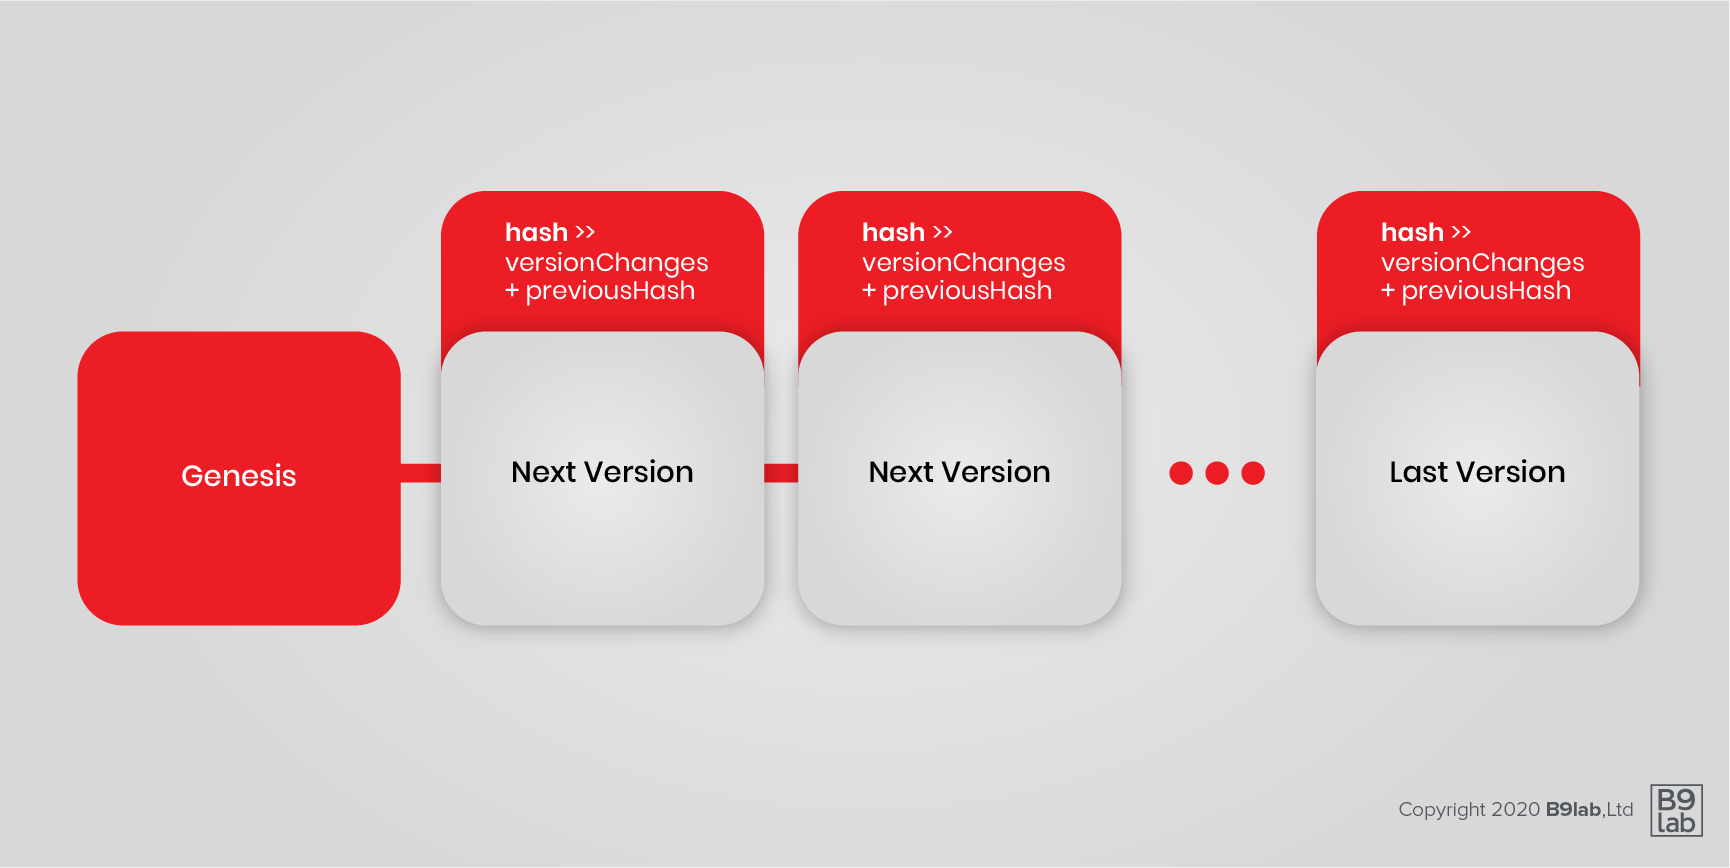 hash >>
versionChanges
+ previousHash
hash >>
versionChanges
+ previousHash
hash >>
versionChanges
+ previousHash
Genesis
Next Version
Next Version
Last Version
Copyright 2020 B9lab,Ltd
B9
lab